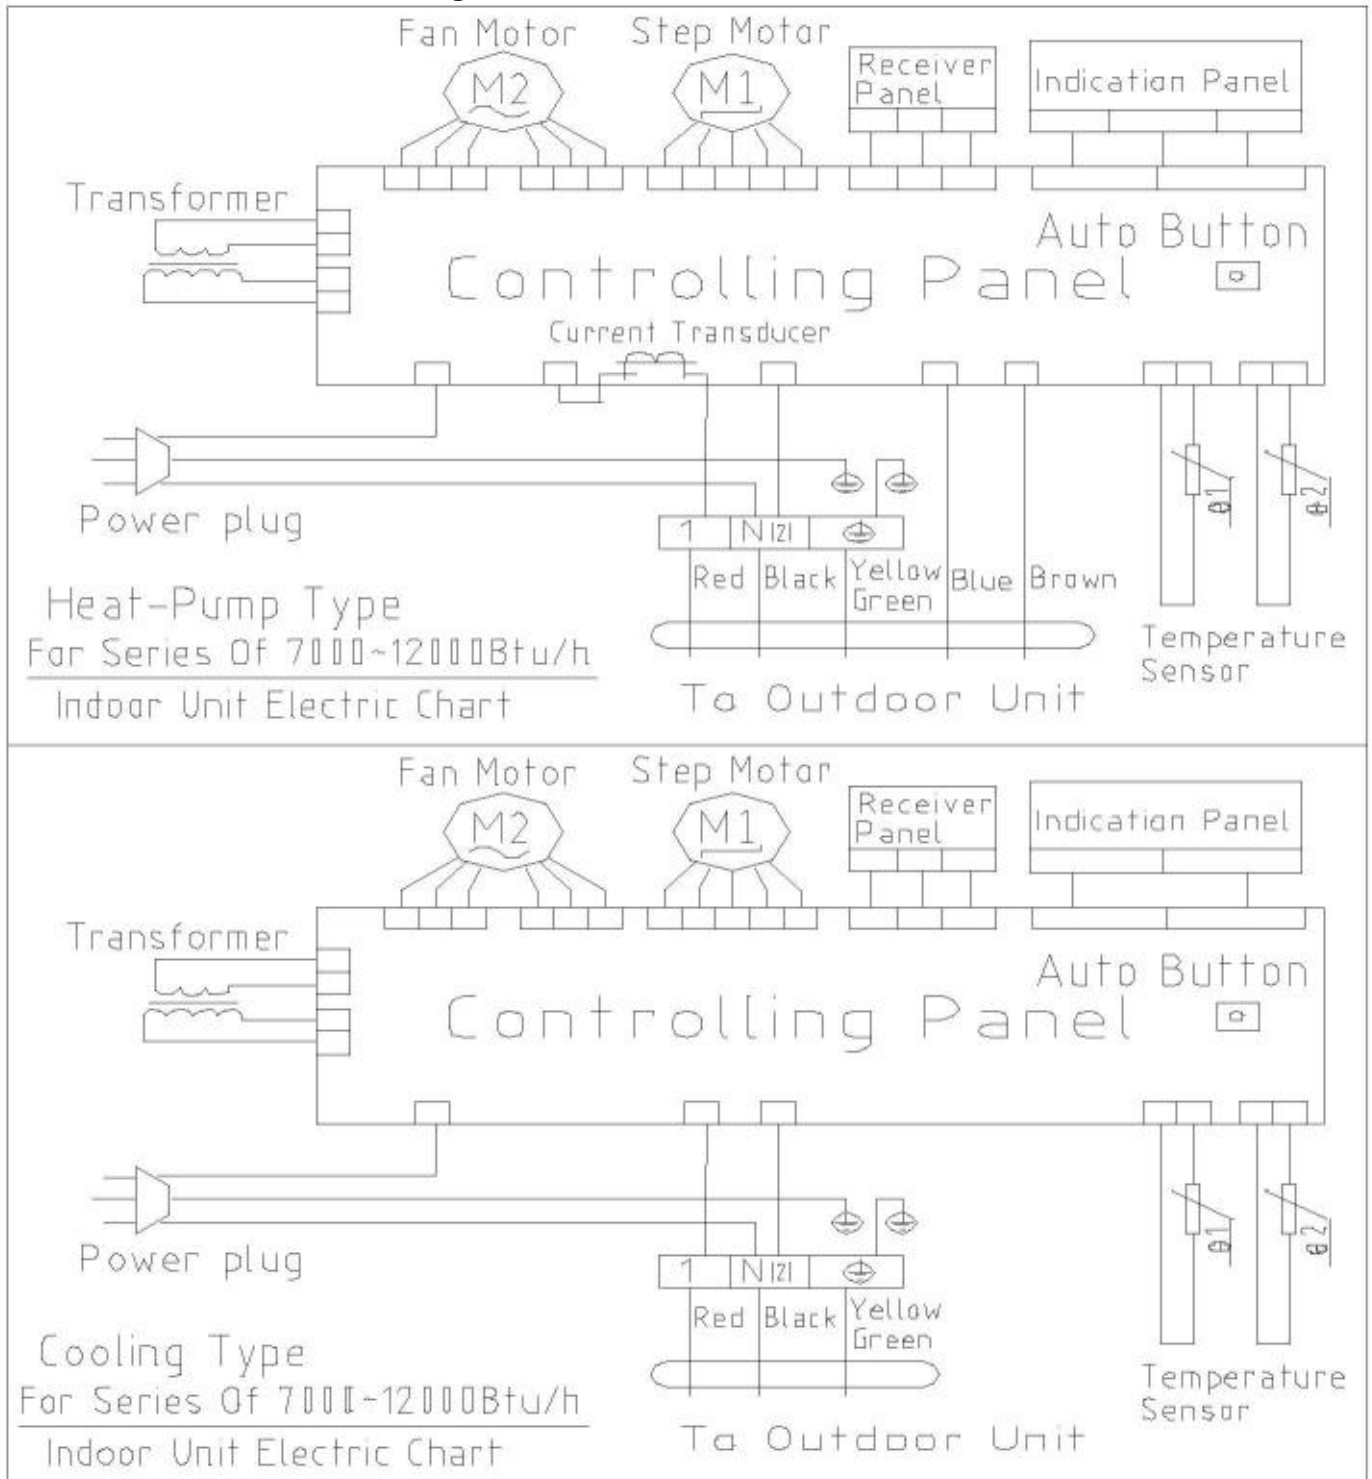 Fan Motor
Step Motor
M2
M1
Receiver
Panel
Indication Panel
Transformer
Auto Button
Controlling Panel
Current Transducer
Power plug
1
N(2)
Red
Black
Yellow
Green
Blue
Brown
θ1
θ2
Temperature
Sensor
Heat-Pump Type
For Series Of 7000~12000Btu/h
Indoor Unit Electric Chart
To Outdoor Unit
Fan Motor
Step Motor
M2
M1
Receiver
Panel
Indication Panel
Transformer
Auto Button
Controlling Panel
Power plug
1
N(2)
Red
Black
Yellow
Green
θ1
θ2
Temperature
Sensor
Cooling Type
For Series Of 7000~12000Btu/h
Indoor Unit Electric Chart
To Outdoor Unit